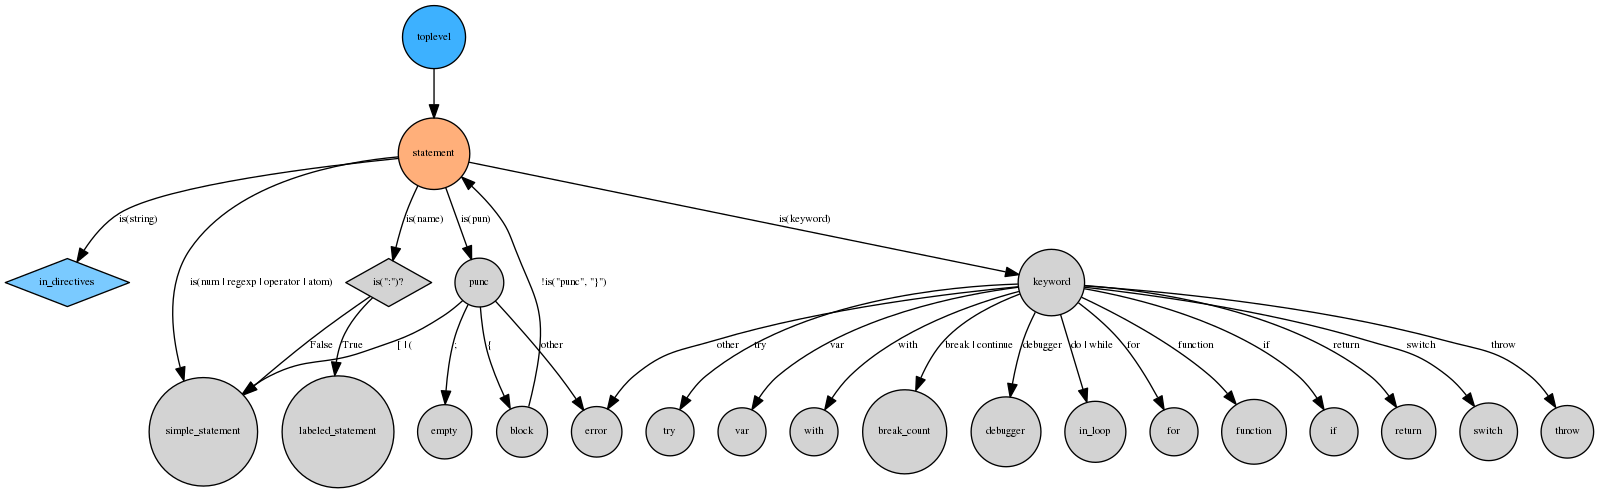 toplevel
statement
is(string)
is(name)
is(pun)
is(keyword)
in_directives
is(num | regexp | operator | atom)
is(":")?
punc
!is("punc", "}")
keyword
False
True
[ | (
;
{
other
other
try
var
with
break | continue
debugger
do | while
for
function
if
return
switch
throw
simple_statement
labeled_statement
empty
block
error
try
var
with
break_count
debugger
in_loop
for
function
if
return
switch
throw